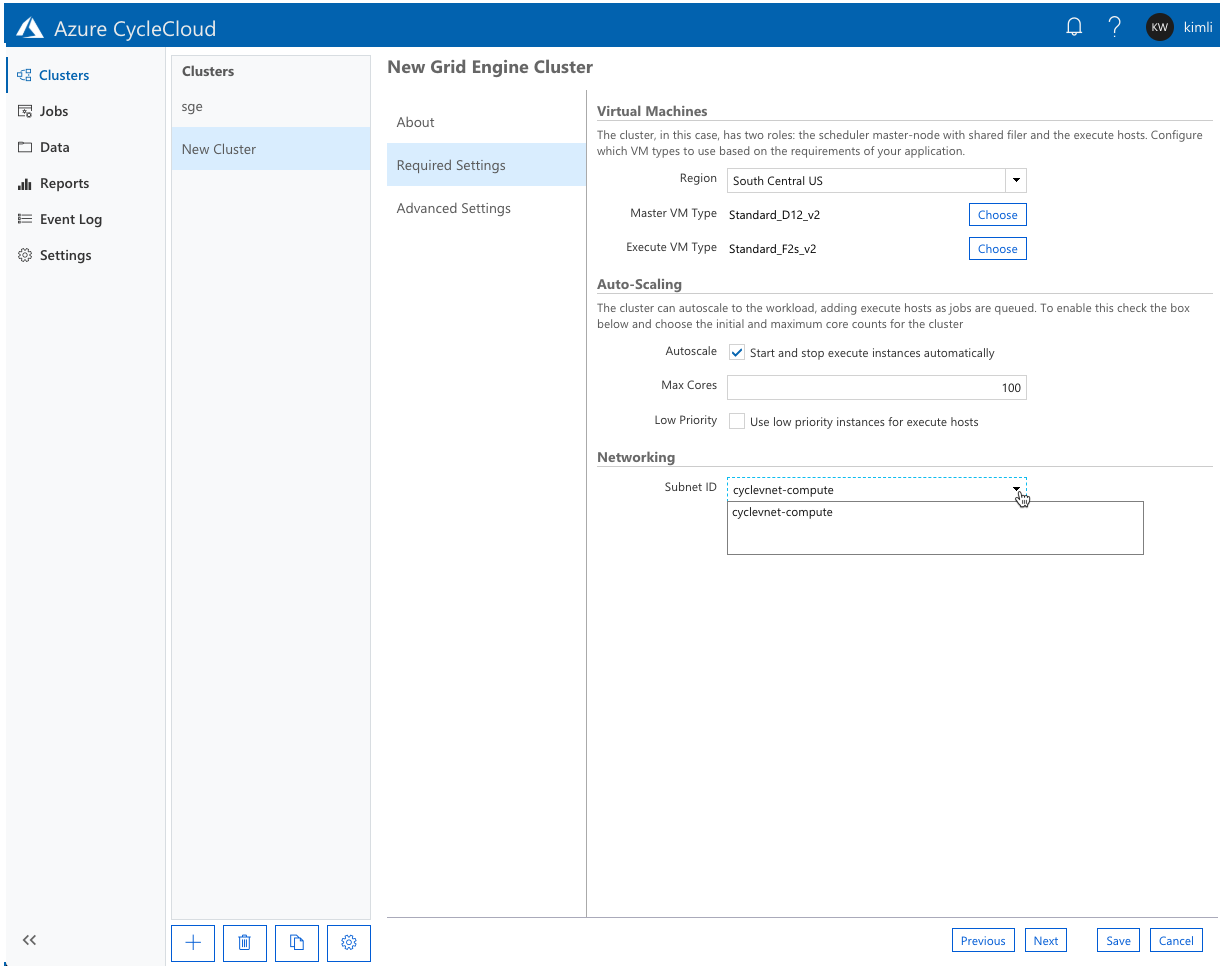 Azure CycleCloud
KW
kimli
Clusters
Jobs
Data
Reports
Event Log
Settings
Clusters
sge
New Cluster
New Grid Engine Cluster
About
Required Settings
Advanced Settings
Virtual Machines
The cluster, in this case, has two roles: the scheduler master-node with shared filer and the execute hosts. Configure
which VM types to use based on the requirements of your application.
Region South Central US
Master VM Type Standard_D12_v2 Choose
Execute VM Type Standard_F2s_v2 Choose
Auto-Scaling
The cluster can autoscale to the workload, adding execute hosts as jobs are queued. To enable this check the box
below and choose the initial and maximum core counts for the cluster
Autoscale Start and stop execute instances automatically
Max Cores 100
Low Priority Use low priority instances for execute hosts
Networking
Subnet ID cyclevnet-compute
cyclevnet-compute
Previous Next Save Cancel